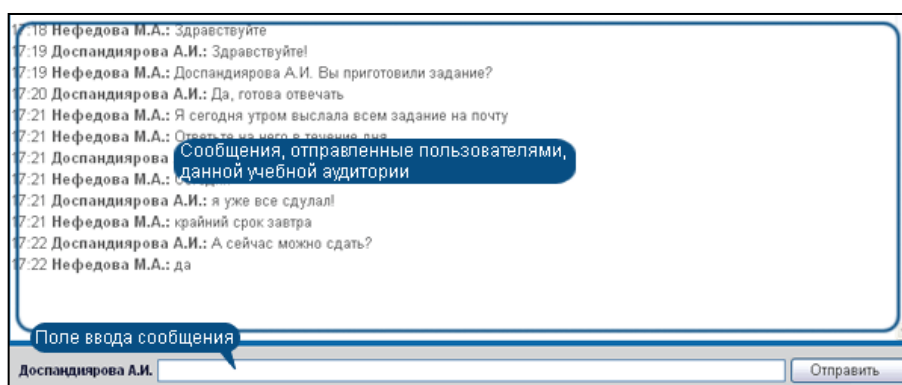 17:18 Нефедова М.А.: Здравствуйте
17:19 Доспандиярова А.И.: Здравствуйте!
17:19 Нефедова М.А.: Доспандиярова А.И. Вы приготовили задание?
17:20 Доспандиярова А.И.: Да, готова отвечать
17:21 Нефедова М.А.: Я сегодня утром выслала всем задание на почту
17:21 Нефедова М.А.: Ответьте на него в течение дня
17:21 Доспандиярова
Сообщения, отправленные пользователями,
данной учебной аудитории
17:21 Нефедова М.А.:
17:21 Доспандиярова А.И.: я уже все сдулал!
17:21 Нефедова М.А.: крайний срок завтра
17:22 Доспандиярова А.И.: А сейчас можно сдать?
17:22 Нефедова М.А.: да
Поле ввода сообщения
Доспандиярова А.И.
Отправить